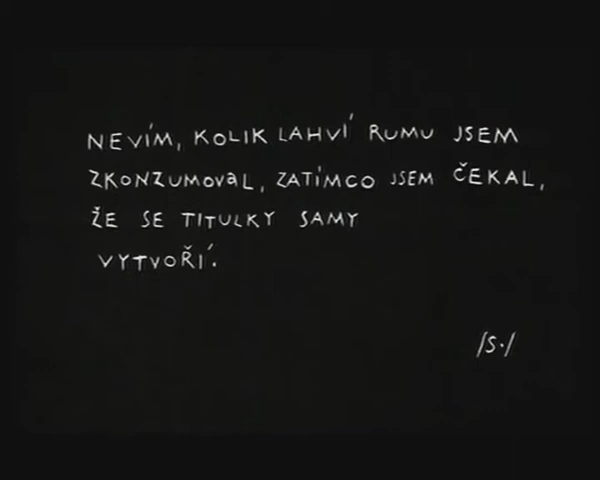 NEVÍM, KOLIK LAHVÍ RUMU JSEM
ZKONZUMOVaL, ZATÍMCO JSEM ČEKAL,
ŽE SE TITULKY SAMY
VYTVOŘÍ.
/S./